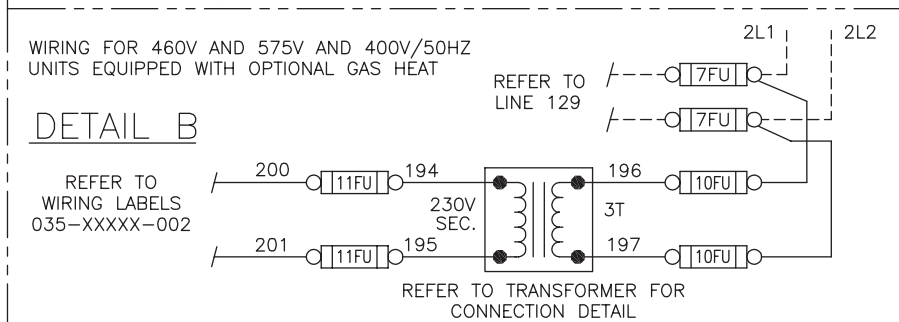 2L1
2L2
WIRING FOR 460V AND 575V AND 400V/50HZ
UNITS EQUIPPED WITH OPTIONAL GAS HEAT
REFER TO
LINE 129
7FU
7FU
DETAIL B
REFER TO
WIRING LABELS
035-XXXXX-002
200
11FU
194
196
10FU
230V
SEC.
3T
201
11FU
195
197
10FU
REFER TO TRANSFORMER FOR
CONNECTION DETAIL